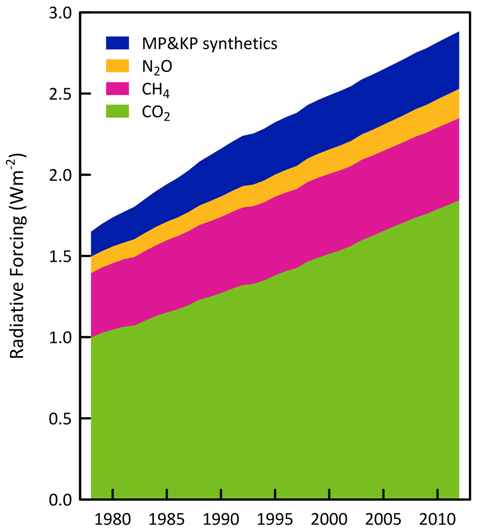 3.0
MP&KP synthetics
N₂O
CH₄
CO₂
2.5
2.0
1.5
1.0
0.5
0.0
Radiative Forcing (Wm⁻²)
1980 1985 1990 1995 2000 2005 2010